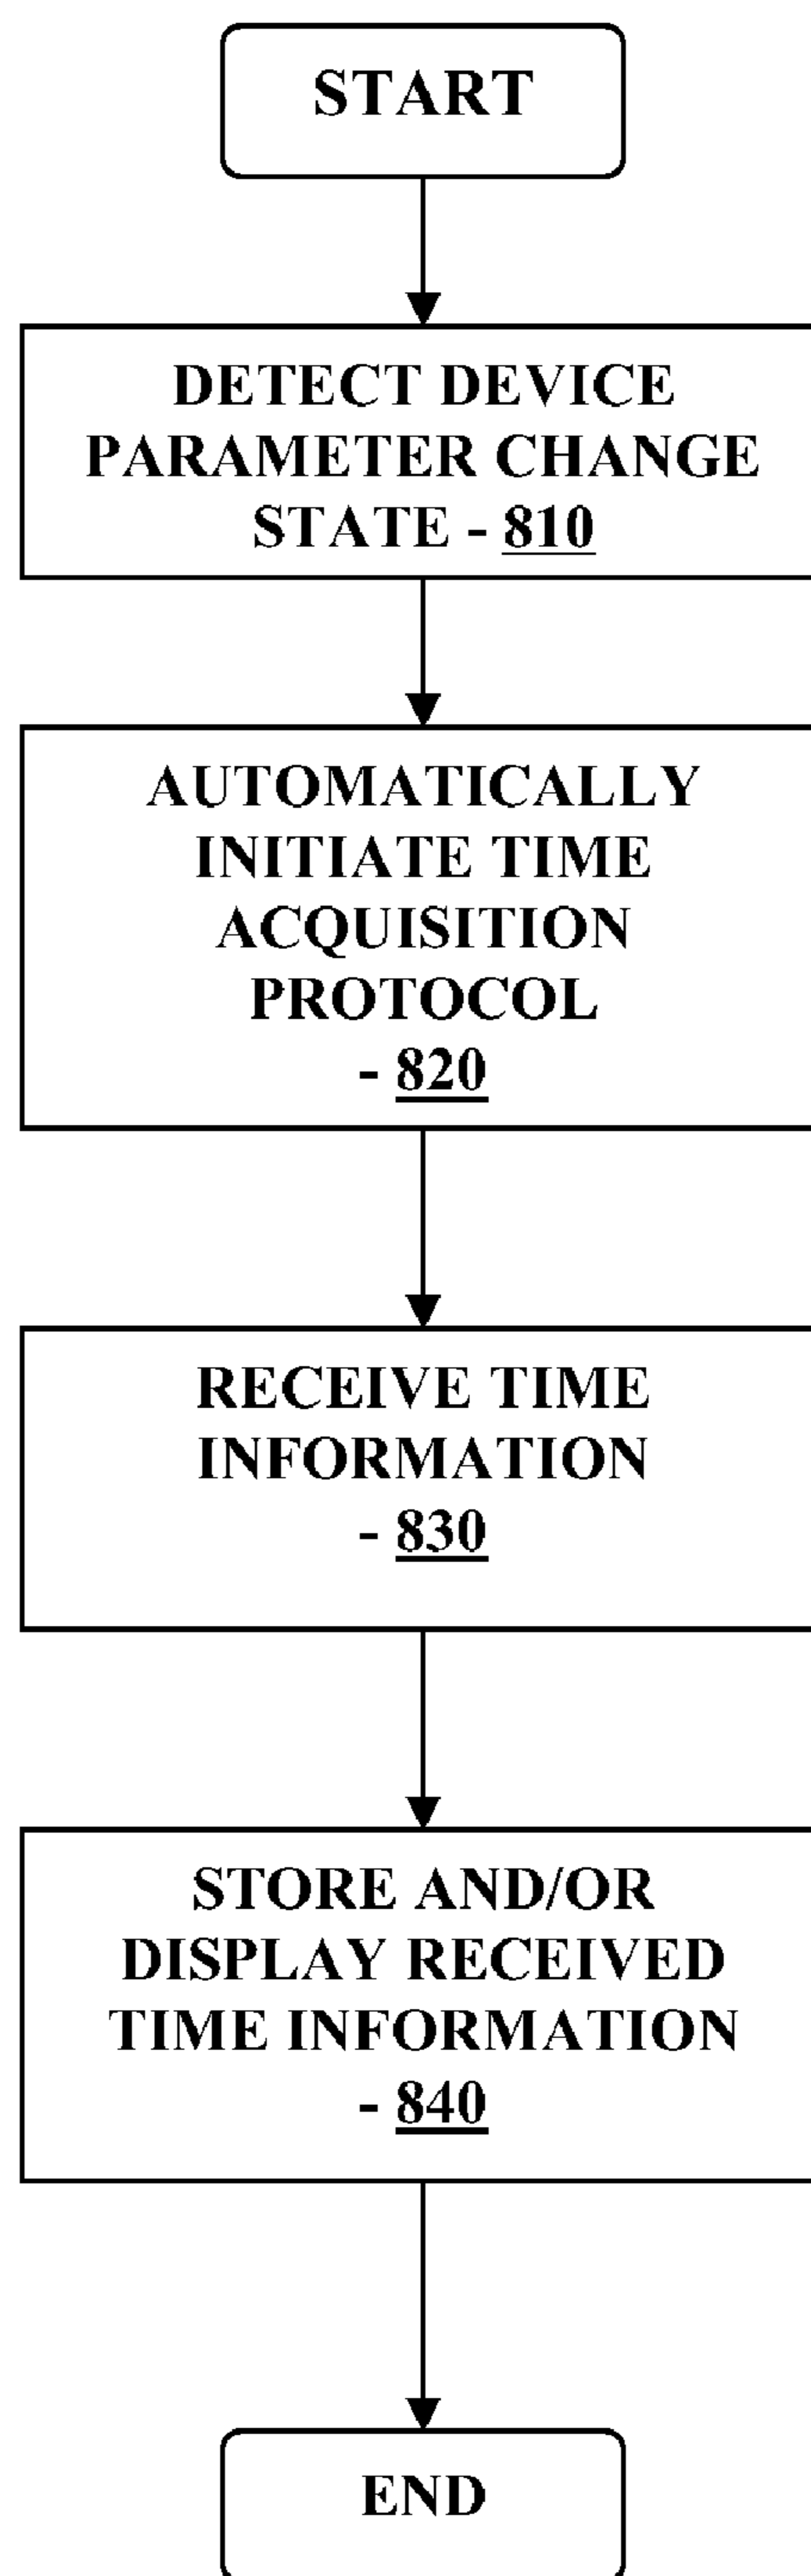 START
DETECT DEVICE
PARAMETER CHANGE
STATE - 810
AUTOMATICALLY
INITIATE TIME
ACQUISITION
PROTOCOL
- 820
RECEIVE TIME
INFORMATION
- 830
STORE AND/OR
DISPLAY RECEIVED
TIME INFORMATION
- 840
END